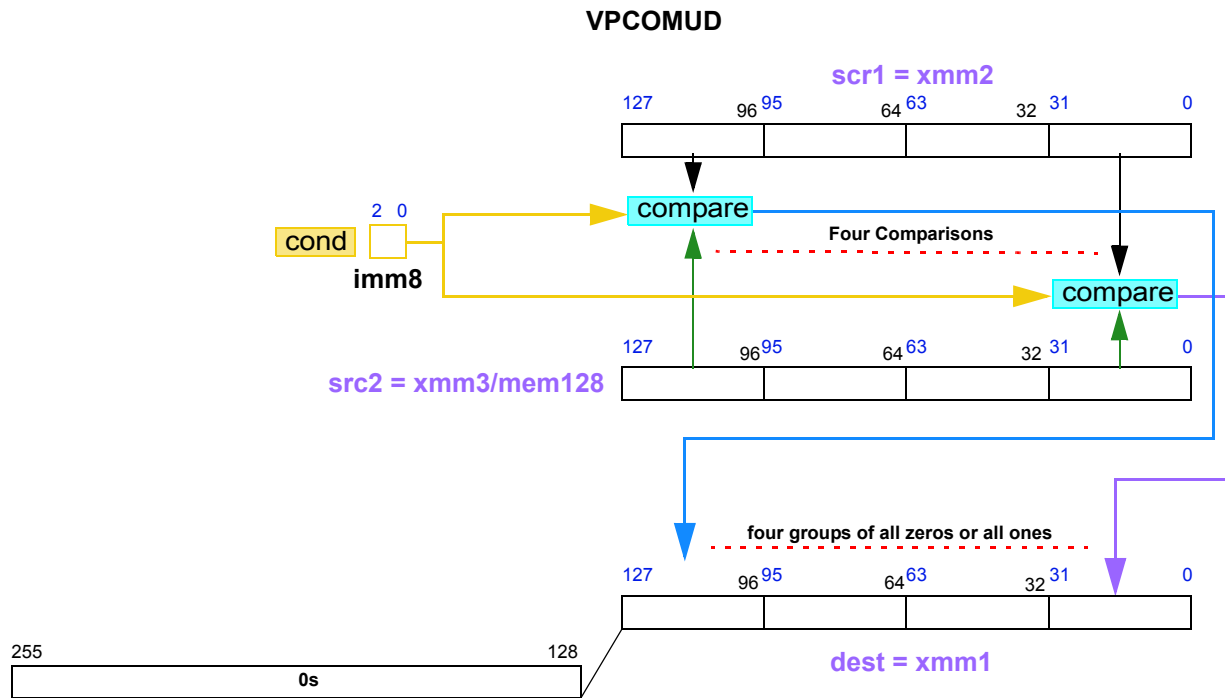 VPCOMUD
scr1 = xmm2
127 96 95 64 63 32 31 0
compare
2 0
cond
Four Comparisons
imm8
compare
127 96 95 64 63 32 31 0
src2 = xmm3/mem128
four groups of all zeros or all ones
127 96 95 64 63 32 31 0
255 128
dest = xmm1
0s